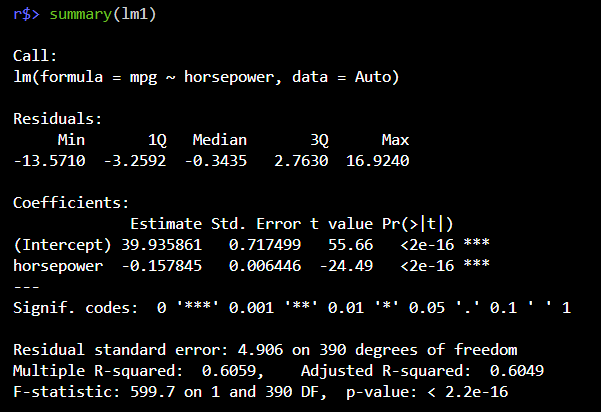 r$> summary(lm1)

Call:
lm(formula = mpg ~ horsepower, data = Auto)

Residuals:
     Min       1Q   Median       3Q      Max
-13.5710  -3.2592  -0.3435   2.7630  16.9240

Coefficients:
             Estimate Std. Error t value Pr(>|t|)
(Intercept) 39.935861   0.717499   55.66   <2e-16 ***
horsepower  -0.157845   0.006446  -24.49   <2e-16 ***
---
Signif. codes:  0 '***' 0.001 '**' 0.01 '*' 0.05 '.' 0.1 ' ' 1

Residual standard error: 4.906 on 390 degrees of freedom
Multiple R-squared:  0.6059,    Adjusted R-squared:  0.6049
F-statistic: 599.7 on 1 and 390 DF,  p-value: < 2.2e-16